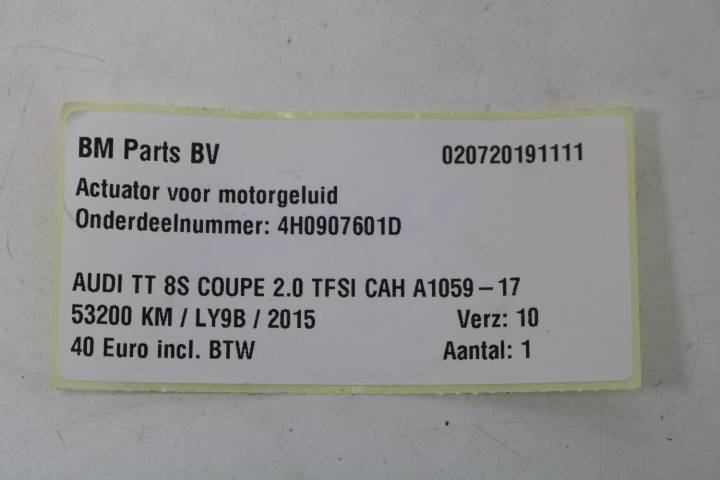 BM Parts BV 020720191111
Actuator voor motorgeluid
Onderdeelnummer: 4H0907601D
AUDI TT 8S COUPE 2.0 TFSI CAH A1059-17
53200 KM / LY9B / 2015 Verz: 10
40 Euro incl. BTW Aantal: 1